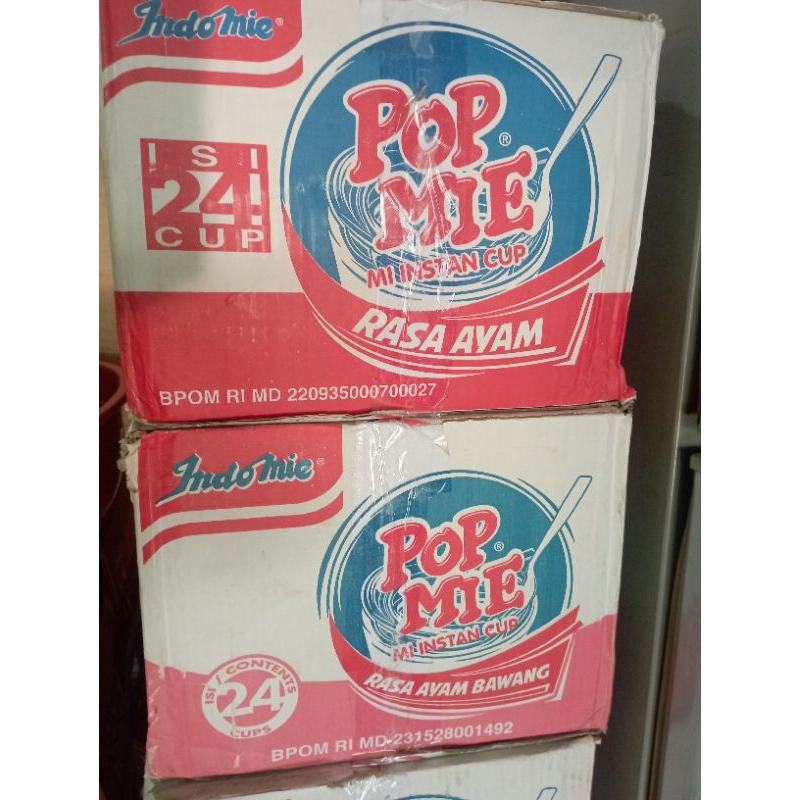 Indomie
ISI
24!
CUP
POP
MIE®
MI INSTAN CUP
RASA AYAM
BPOM RI MD 220935000700027
Indomie®
POP
MIE®
MI INSTAN CUP
RASA AYAM BAWANG
ISI / CONTENTS
24
CUPS
BPOM RI MD 231528001492